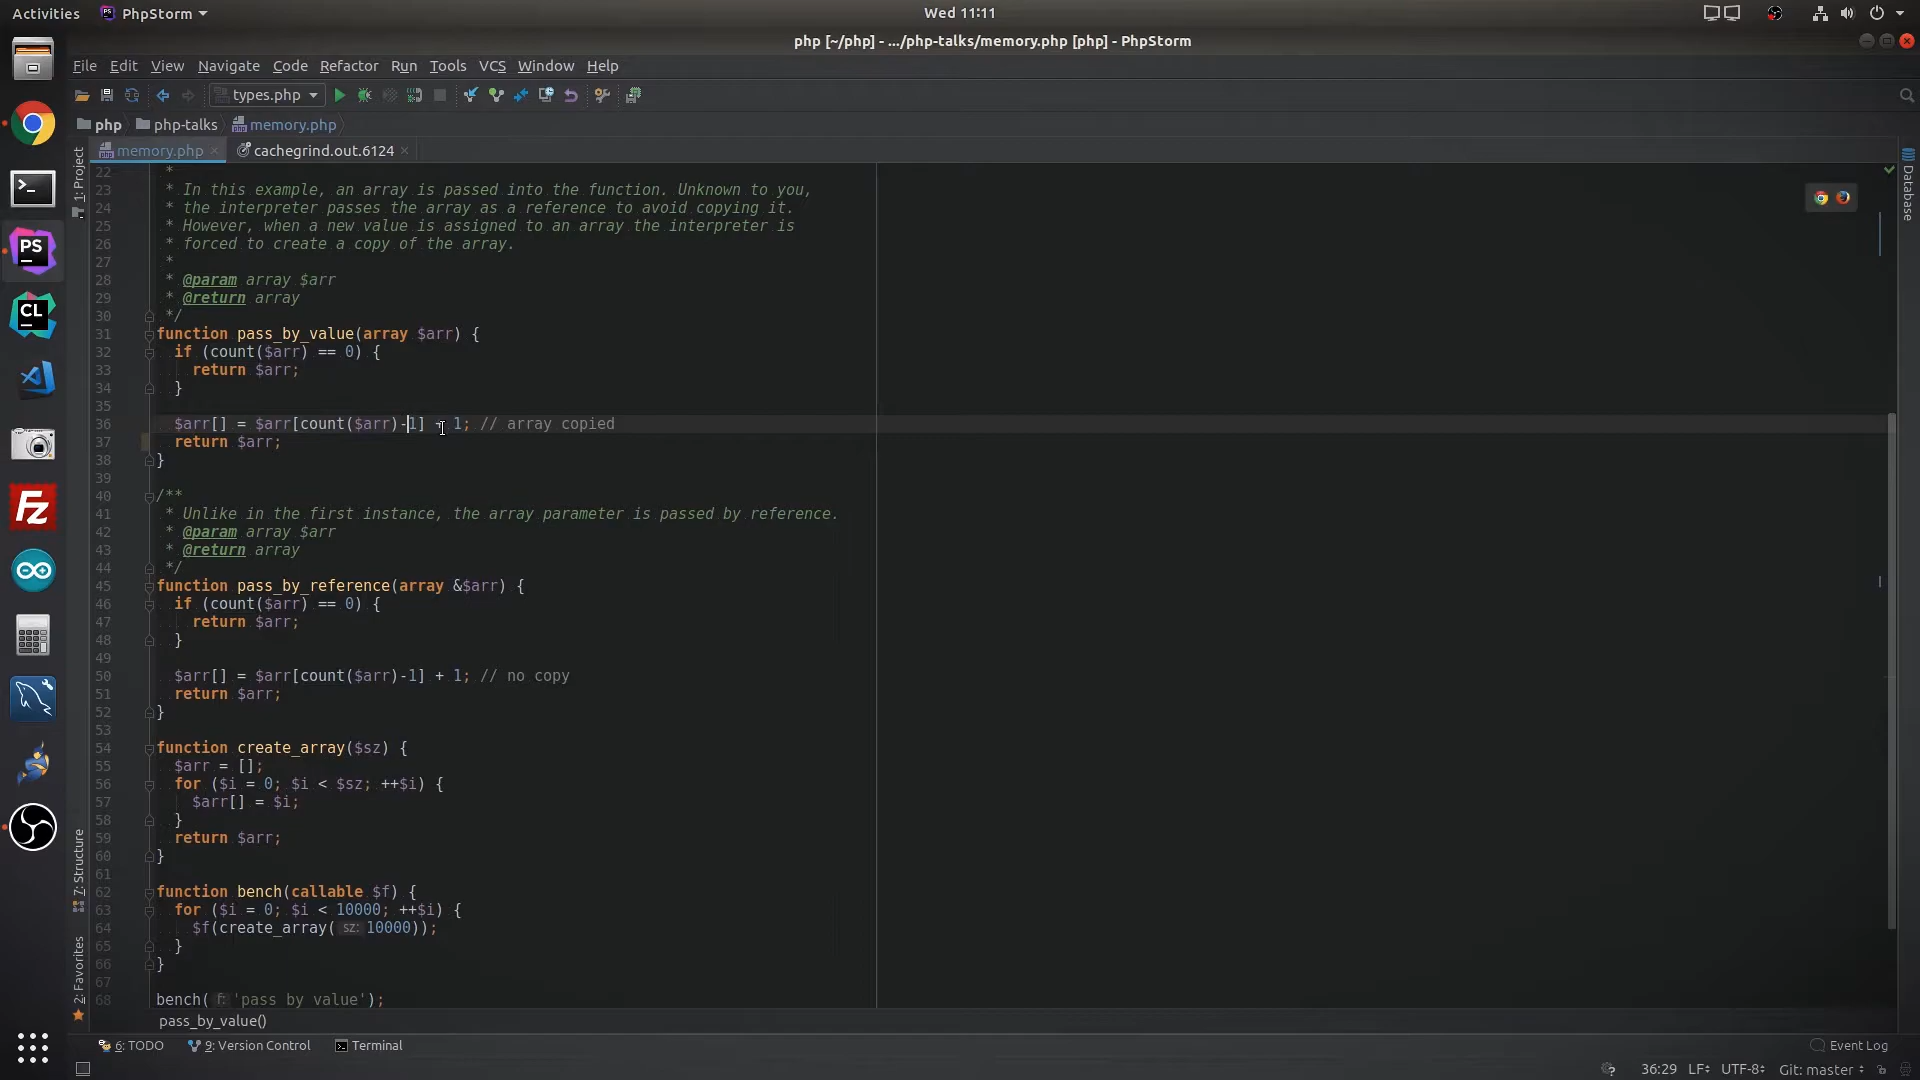 Activities PhpStorm Wed 11:11
php [~/php] - .../php-talks/memory.php [php] - PhpStorm
File Edit View Navigate Code Refactor Run Tools VCS Window Help
types.php
php php-talks memory.php
memory.php cachegrind.out.6124
1: Project
Database
22 *
23 * In this example, an array is passed into the function. Unknown to you,
24 * the interpreter passes the array as a reference to avoid copying it.
25 * However, when a new value is assigned to an array the interpreter is
26 * forced to create a copy of the array.
27 *
28 * @param array $arr
29 * @return array
30 */
31 function pass_by_value(array $arr) {
32 if (count($arr) == 0) {
33 return $arr;
34 }
35
36 $arr[] = $arr[count($arr)-1] + 1; // array copied
37 return $arr;
38 }
39
40 /**
41 * Unlike in the first instance, the array parameter is passed by reference.
42 * @param array $arr
43 * @return array
44 */
45 function pass_by_reference(array &$arr) {
46 if (count($arr) == 0) {
47 return $arr;
48 }
49
50 $arr[] = $arr[count($arr)-1] + 1; // no copy
51 return $arr;
52 }
53
54 function create_array($sz) {
55 $arr = [];
56 for ($i = 0; $i < $sz; ++$i) {
57 $arr[] = $i;
58 }
59 return $arr;
60 }
61
62 function bench(callable $f) {
63 for ($i = 0; $i < 10000; ++$i) {
64 $f(create_array( sz: 10000));
65 }
66 }
67
68 bench( f: 'pass_by_value');
7: Structure
2: Favorites
pass_by_value()
6: TODO 9: Version Control Terminal Event Log
36:29 LF UTF-8 Git: master
PS
CL
Fz